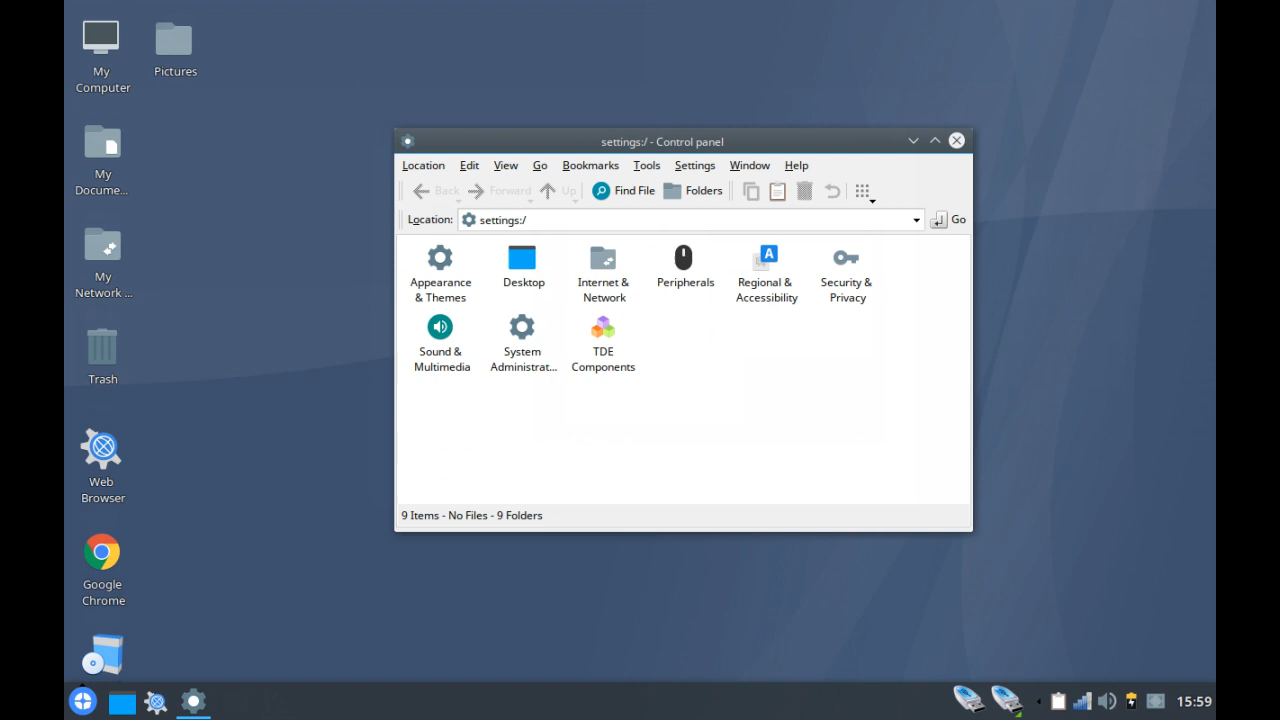 My
Computer
Pictures
My
Docume...
My
Network ...
Trash
Web
Browser
Google
Chrome
settings:/ - Control panel
Location Edit View Go Bookmarks Tools Settings Window Help
Back Forward Up Find File Folders
Location: settings:/ Go
Appearance
& Themes
Desktop
Internet &
Network
Peripherals
Regional &
Accessibility
Security &
Privacy
Sound &
Multimedia
System
Administrat...
TDE
Components
9 Items - No Files - 9 Folders
15:59